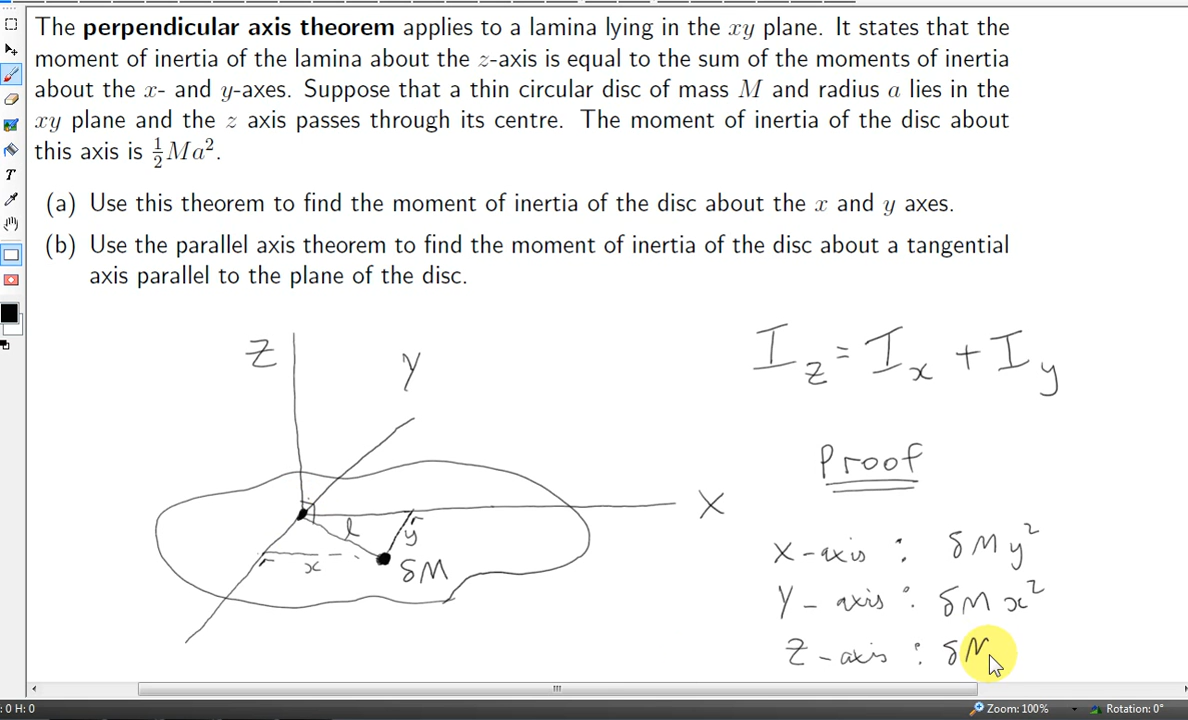 The perpendicular axis theorem applies to a lamina lying in the xy plane. It states that the
moment of inertia of the lamina about the z-axis is equal to the sum of the moments of inertia
about the x- and y-axes. Suppose that a thin circular disc of mass M and radius a lies in the
xy plane and the z axis passes through its centre. The moment of inertia of the disc about
this axis is ½Ma².
(a) Use this theorem to find the moment of inertia of the disc about the x and y axes.
(b) Use the parallel axis theorem to find the moment of inertia of the disc about a tangential
axis parallel to the plane of the disc.
Z
y
X
l
y
x
δM
I_z = I_x + I_y
Proof
X-axis : δM y²
Y-axis : δM x²
Z-axis : δM
T
: 0 H: 0
Zoom: 100%
Rotation: 0°